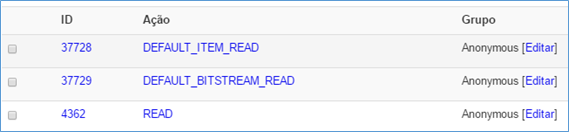 ID Ação Grupo
37728 DEFAULT_ITEM_READ Anonymous [Editar]
37729 DEFAULT_BITSTREAM_READ Anonymous [Editar]
4362 READ Anonymous [Editar]